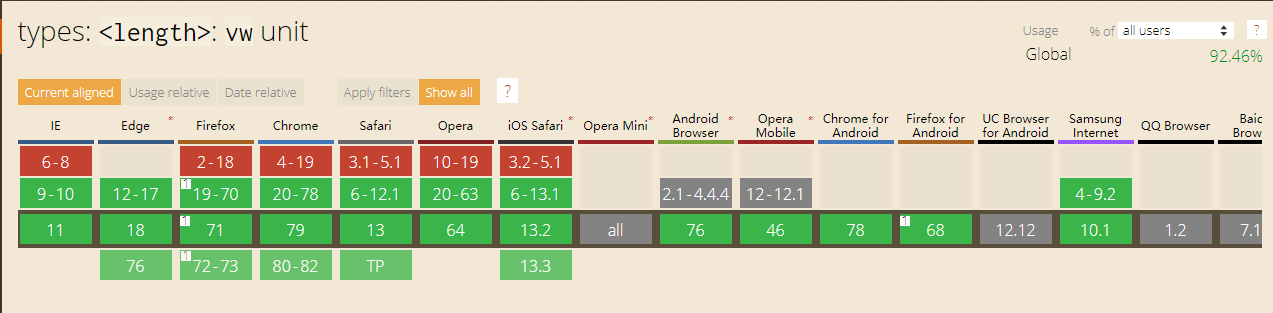 types: <length>: vw unit
Usage % of all users ?
Global 92.46%
Current aligned Usage relative Date relative Apply filters Show all ?
IE Edge * Firefox Chrome Safari Opera iOS Safari * Opera Mini * Android Browser * Opera Mobile * Chrome for Android Firefox for Android UC Browser for Android Samsung Internet QQ Browser Baid Brow
6-8 2-18 4-19 3.1-5.1 10-19 3.2-5.1
9-10 12-17 1 19-70 20-78 6-12.1 20-63 6-13.1 2.1-4.4.4 12-12.1 4-9.2
11 18 1 71 79 13 64 13.2 all 76 46 78 1 68 12.12 10.1 1.2 7.1
76 1 72-73 80-82 TP 13.3